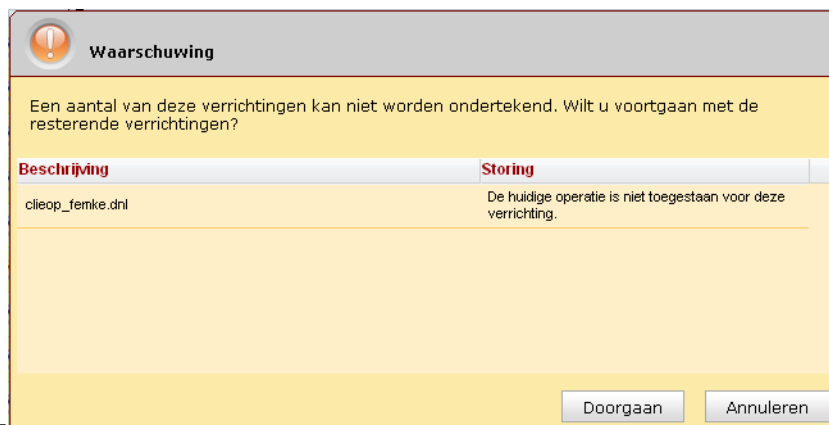 Waarschuwing
Een aantal van deze verrichtingen kan niet worden ondertekend. Wilt u voortgaan met de
resterende verrichtingen?
Beschrijving Storing
clieop_femke.dnl De huidige operatie is niet toegestaan voor deze
verrichting.
Doorgaan Annuleren